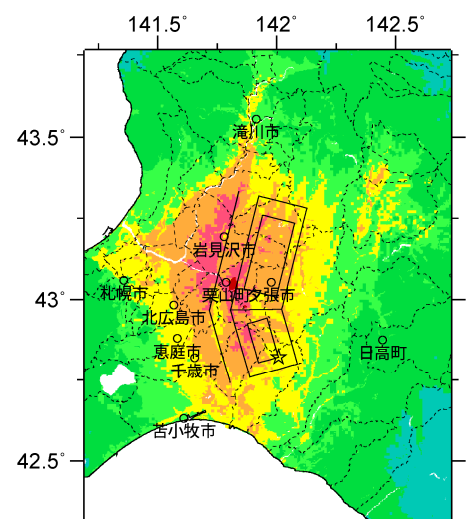 141.5° 142° 142.5°
43.5°
滝川市
岩見沢市
43°
札幌市
栗山町
夕張市
北広島市
恵庭市
日高町
千歳市
苫小牧市
42.5°